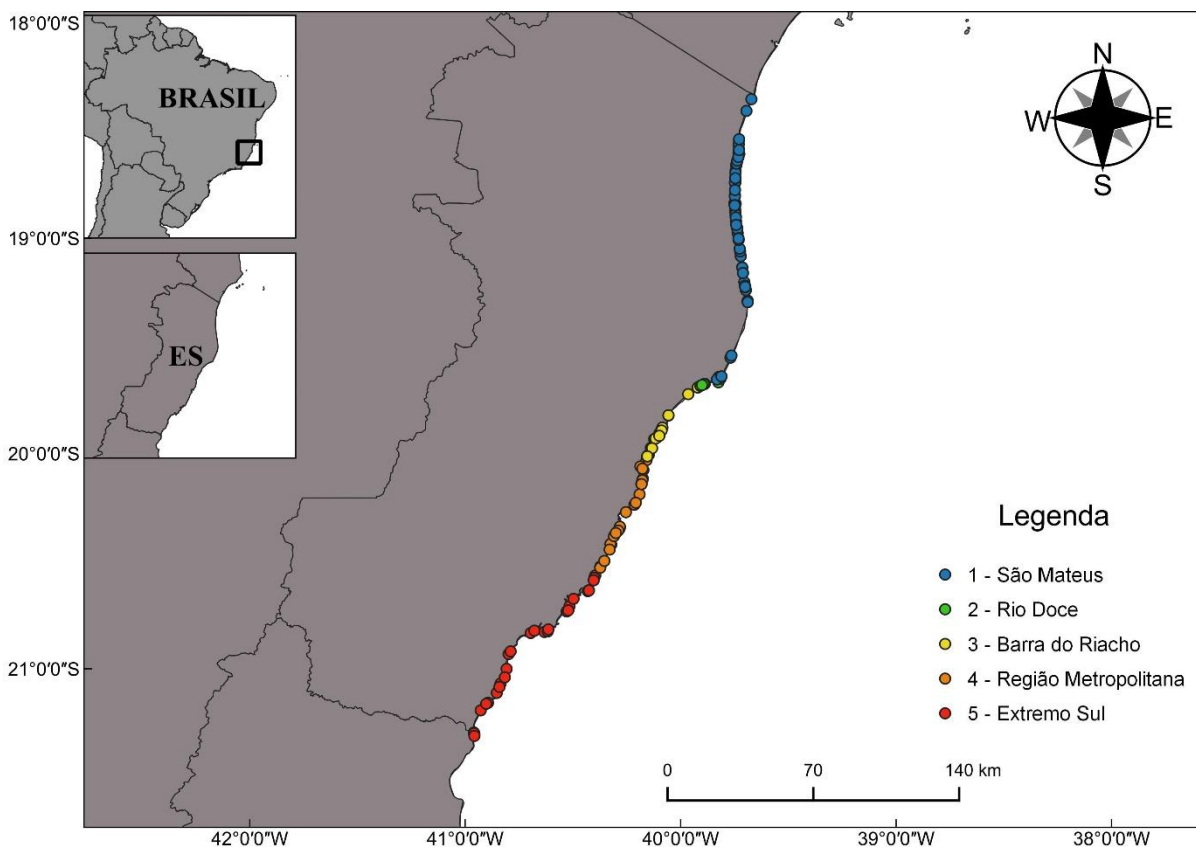 18°0'0"S
19°0'0"S
20°0'0"S
21°0'0"S
BRASIL
ES
N
W
E
S
Legenda
1 - São Mateus
2 - Rio Doce
3 - Barra do Riacho
4 - Região Metropolitana
5 - Extremo Sul
0 70 140 km
42°0'0"W 41°0'0"W 40°0'0"W 39°0'0"W 38°0'0"W